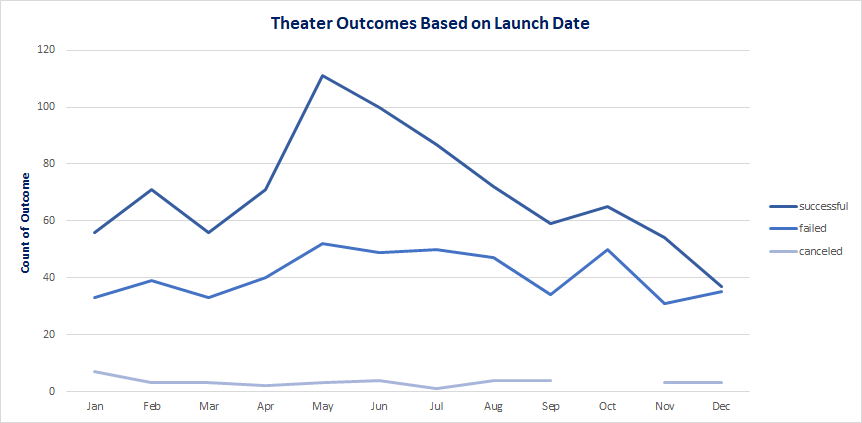 Theater Outcomes Based on Launch Date
120
100
80
60
40
20
0
Count of Outcome
Jan Feb Mar Apr May Jun Jul Aug Sep Oct Nov Dec
successful
failed
canceled